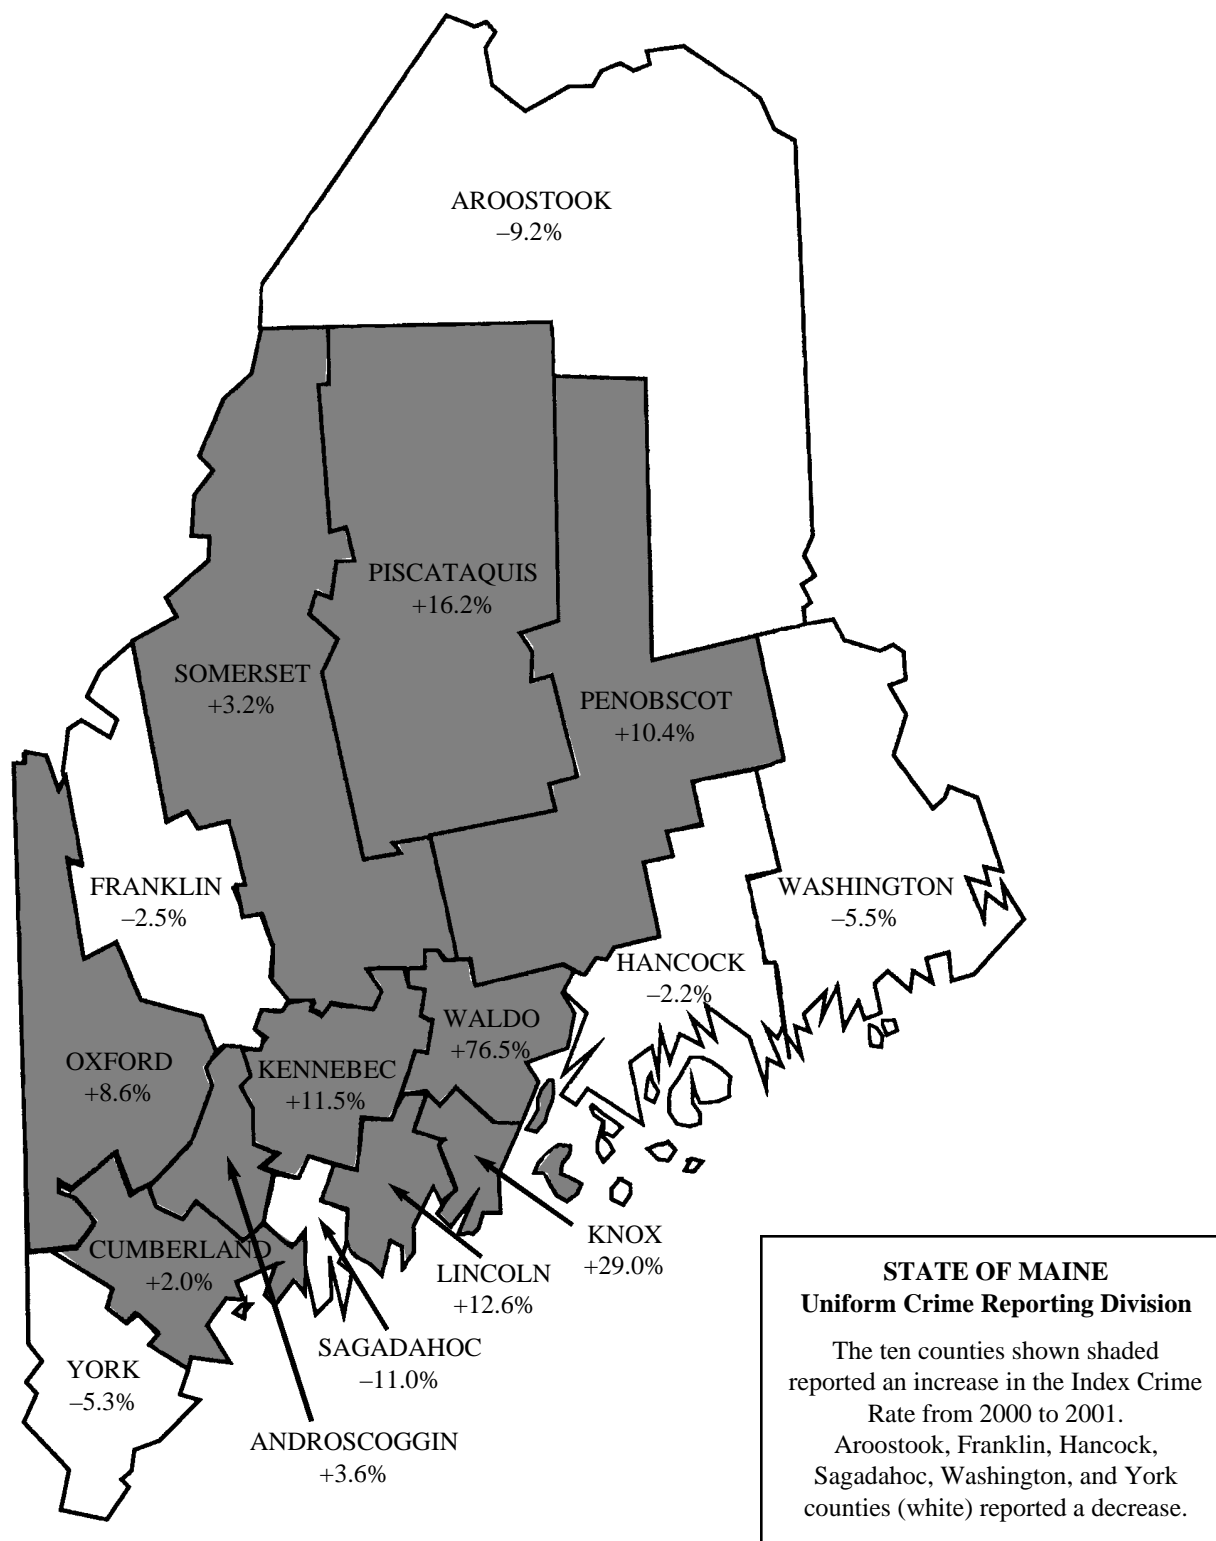 AROOSTOOK
–9.2%
PISCATAQUIS
+16.2%
SOMERSET
+3.2%
PENOBSCOT
+10.4%
FRANKLIN
–2.5%
WASHINGTON
–5.5%
HANCOCK
–2.2%
WALDO
+76.5%
OXFORD
+8.6%
KENNEBEC
+11.5%
KNOX
+29.0%
CUMBERLAND
+2.0%
LINCOLN
+12.6%
SAGADAHOC
–11.0%
YORK
–5.3%
ANDROSCOGGIN
+3.6%
STATE OF MAINE
Uniform Crime Reporting Division
The ten counties shown shaded
reported an increase in the Index Crime
Rate from 2000 to 2001.
Aroostook, Franklin, Hancock,
Sagadahoc, Washington, and York
counties (white) reported a decrease.